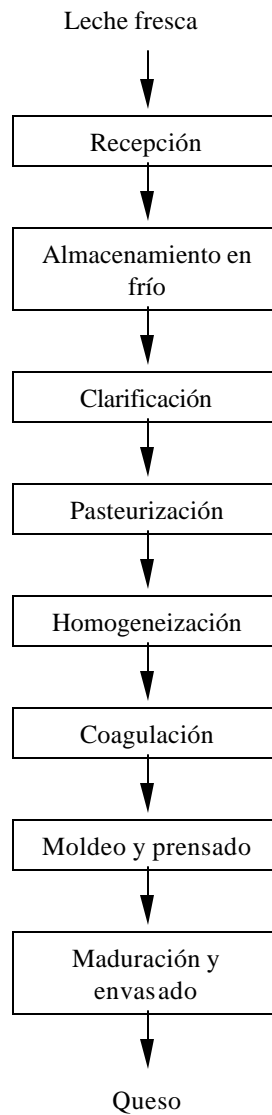 Leche fresca
Recepción
Almacenamiento en
frío
Clarificación
Pasteurización
Homogeneización
Coagulación
Moldeo y prensado
Maduración y
envasado
Queso